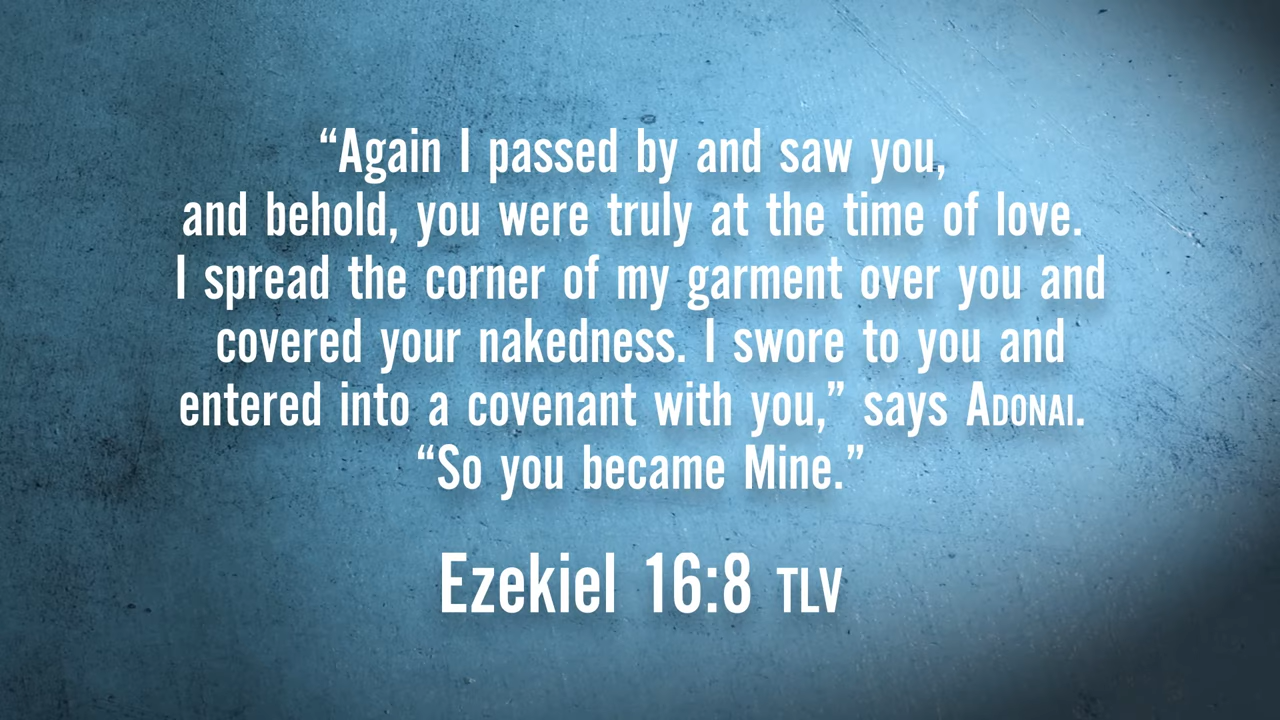 “Again I passed by and saw you,
and behold, you were truly at the time of love.
I spread the corner of my garment over you and
covered your nakedness. I swore to you and
entered into a covenant with you,” says Adonai.
“So you became Mine.”
Ezekiel 16:8 TLV